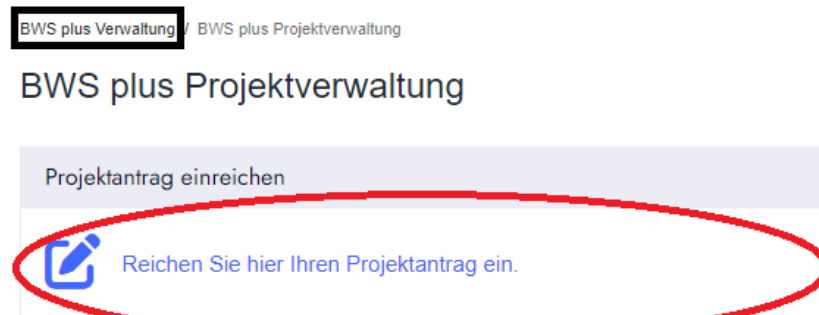 BWS plus Verwaltung / BWS plus Projektverwaltung
BWS plus Projektverwaltung
Projektantrag einreichen
Reichen Sie hier Ihren Projektantrag ein.